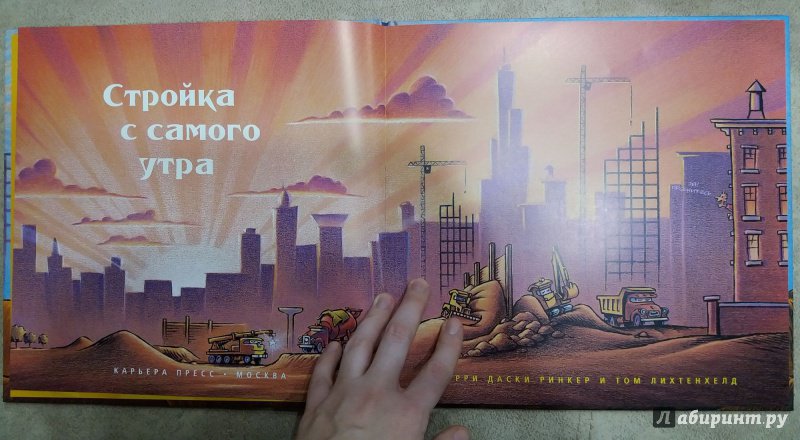 Стройка
с самого
утра
КАРЬЕРА ПРЕСС • МОСКВА
РРИ ДАСКИ РИНКЕР И ТОМ ЛИХТЕНХЕЛД
Лабиринт.ру